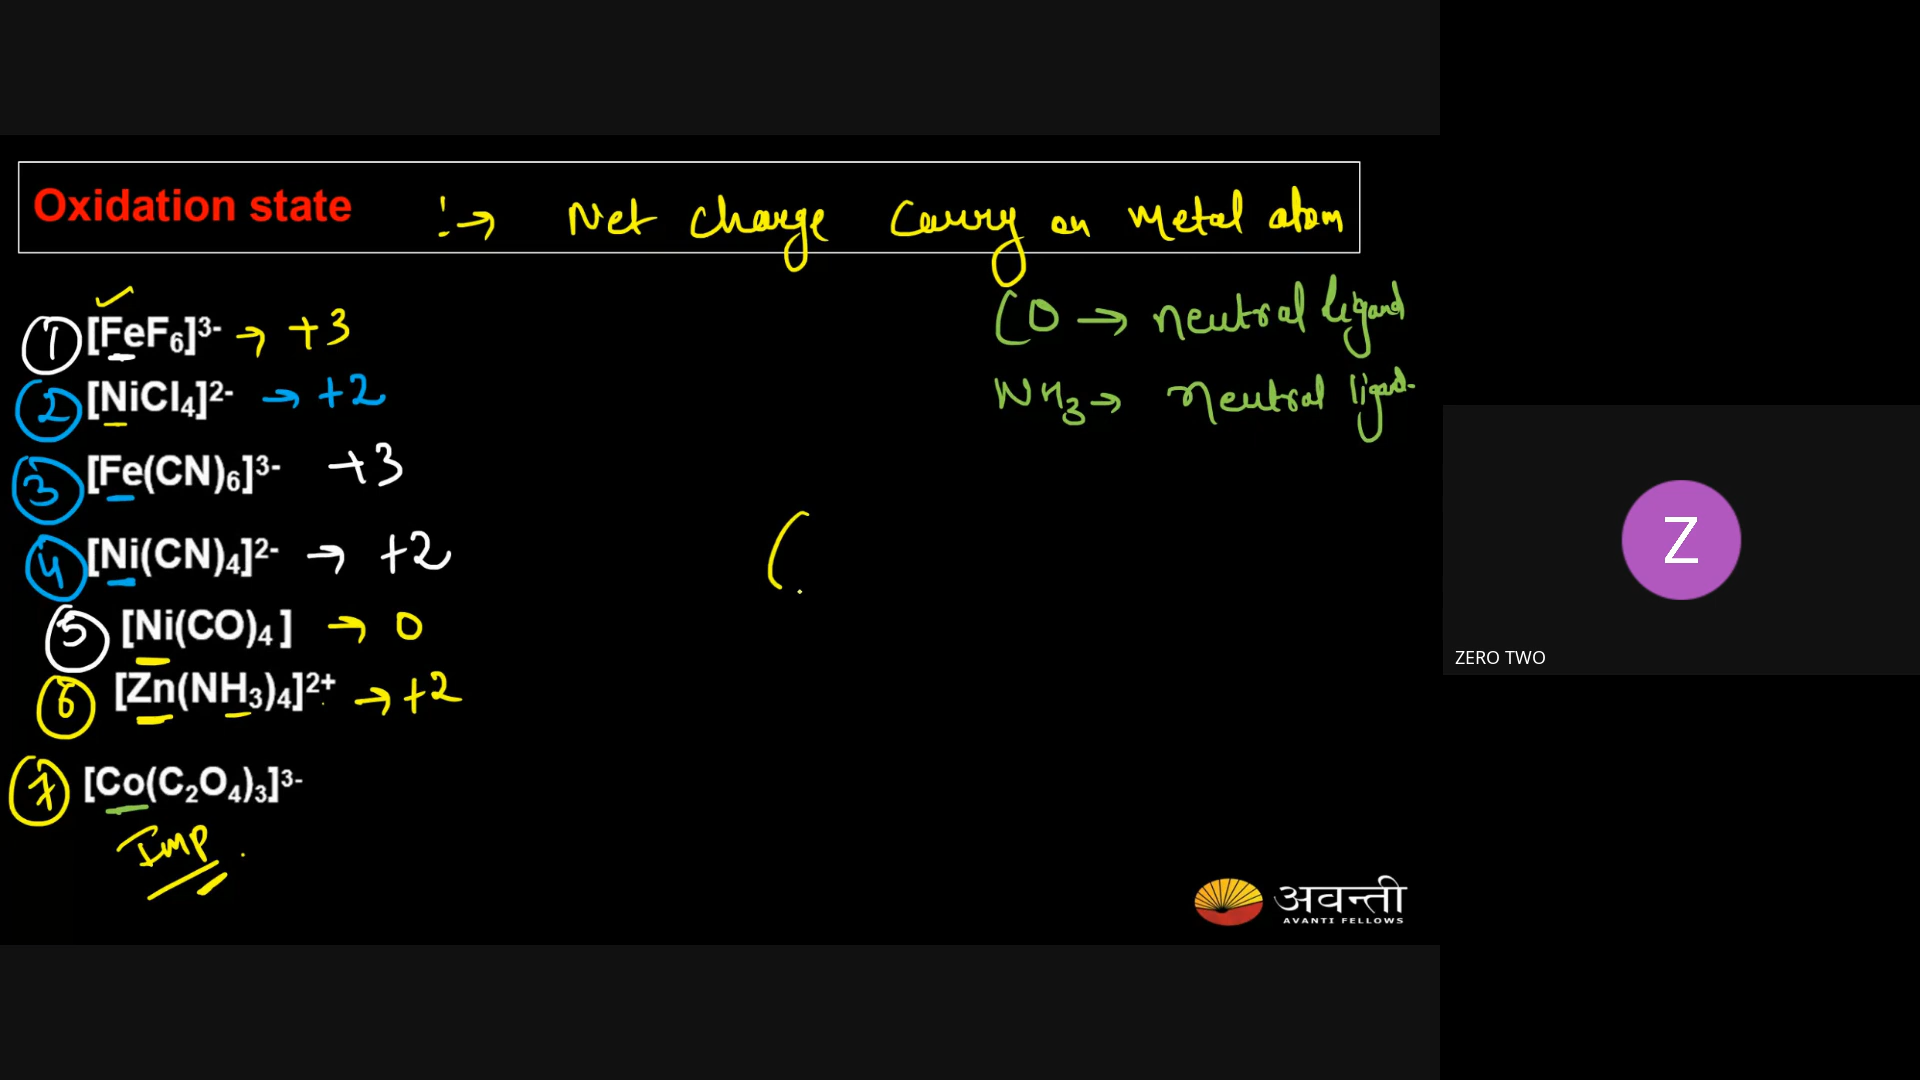 Oxidation state :→ Net charge carry on Metal atom
CO → neutral ligand
NH₃ → neutral ligand
① [FeF₆]³⁻ → +3
② [NiCl₄]²⁻ → +2
③ [Fe(CN)₆]³⁻ +3
④ [Ni(CN)₄]²⁻ → +2
(
⑤ [Ni(CO)₄ ] → 0
⑥ [Zn(NH₃)₄]²⁺ → +2
⑦ [Co(C₂O₄)₃]³⁻
Imp
अवन्ती
AVANTI FELLOWS
Z
ZERO TWO